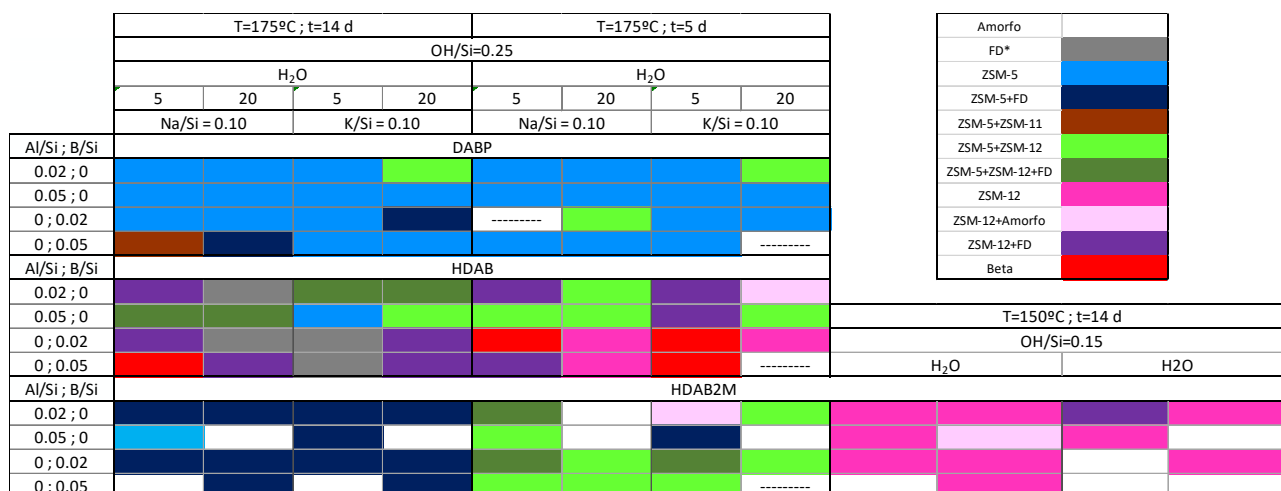 T=175ºC ; t=14 d T=175ºC ; t=5 d
OH/Si=0.25
H₂O H₂O
5 20 5 20 5 20 5 20
Na/Si = 0.10 K/Si = 0.10 Na/Si = 0.10 K/Si = 0.10
Al/Si ; B/Si DABP
0.02 ; 0
0.05 ; 0
0 ; 0.02 ---------
0 ; 0.05 ---------
Al/Si ; B/Si HDAB
0.02 ; 0
0.05 ; 0
0 ; 0.02
0 ; 0.05 ---------
Al/Si ; B/Si HDAB2M
0.02 ; 0
0.05 ; 0
0 ; 0.02
0 ; 0.05 ---------
Amorfo
FD*
ZSM-5
ZSM-5+FD
ZSM-5+ZSM-11
ZSM-5+ZSM-12
ZSM-5+ZSM-12+FD
ZSM-12
ZSM-12+Amorfo
ZSM-12+FD
Beta
T=150ºC ; t=14 d
OH/Si=0.15
H₂O H2O